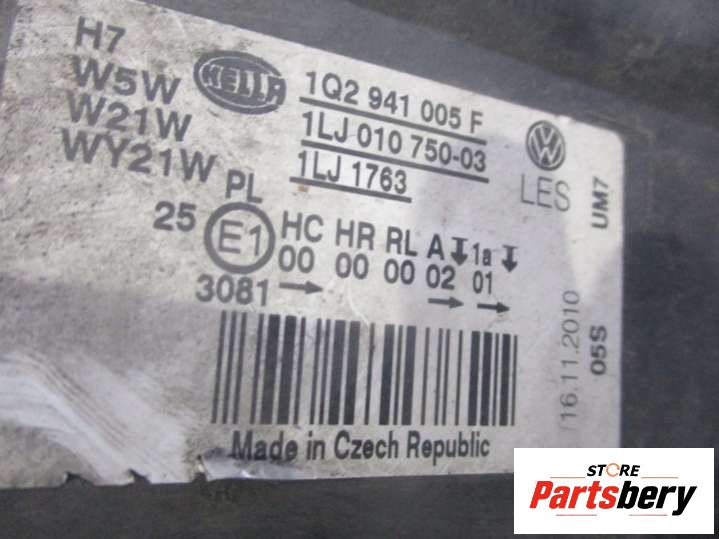 H7
W5W
W21W
WY21W
HELLA
1Q2 941 005 F
1LJ 010 750-03
1LJ 1763
LES
UM7
PL
25
E1
HC HR RL A 1a
00 00 00 02 01
3081
16.11.2010
05S
Made in Czech Republic
STORE
Partsbery